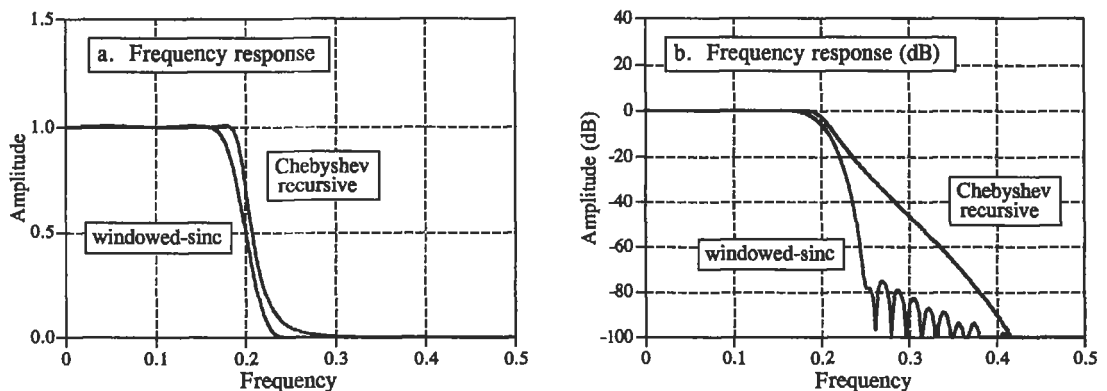 a. Frequency response
Amplitude
1.5
1.0
0.5
0.0
Chebyshev
recursive
windowed-sinc
0 0.1 0.2 0.3 0.4 0.5
Frequency
b. Frequency response (dB)
Amplitude (dB)
40
20
0
-20
-40
-60
-80
-100
Chebyshev
recursive
windowed-sinc
0 0.1 0.2 0.3 0.4 0.5
Frequency